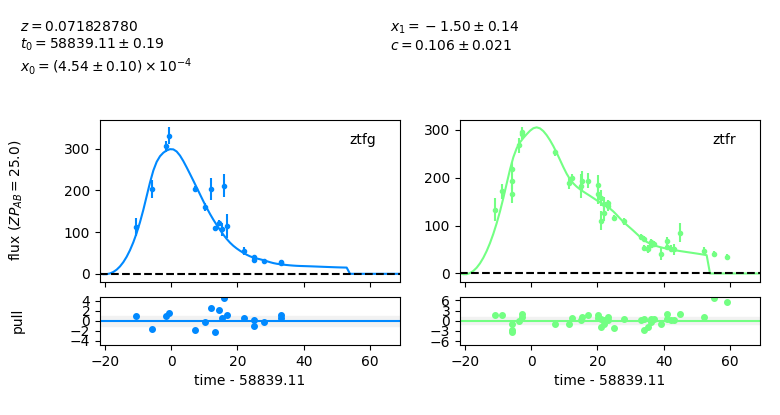 z = 0.071828780
t₀ = 58839.11 ± 0.19
x₀ = (4.54 ± 0.10) × 10⁻⁴
x₁ = −1.50 ± 0.14
c = 0.106 ± 0.021
flux (ZP_AB = 25.0)
300
200
100
0
ztfg
300
200
100
0
ztfr
pull
4
2
0
−2
−4
6
3
0
−3
−6
−20 0 20 40 60
−20 0 20 40 60
time - 58839.11
time - 58839.11